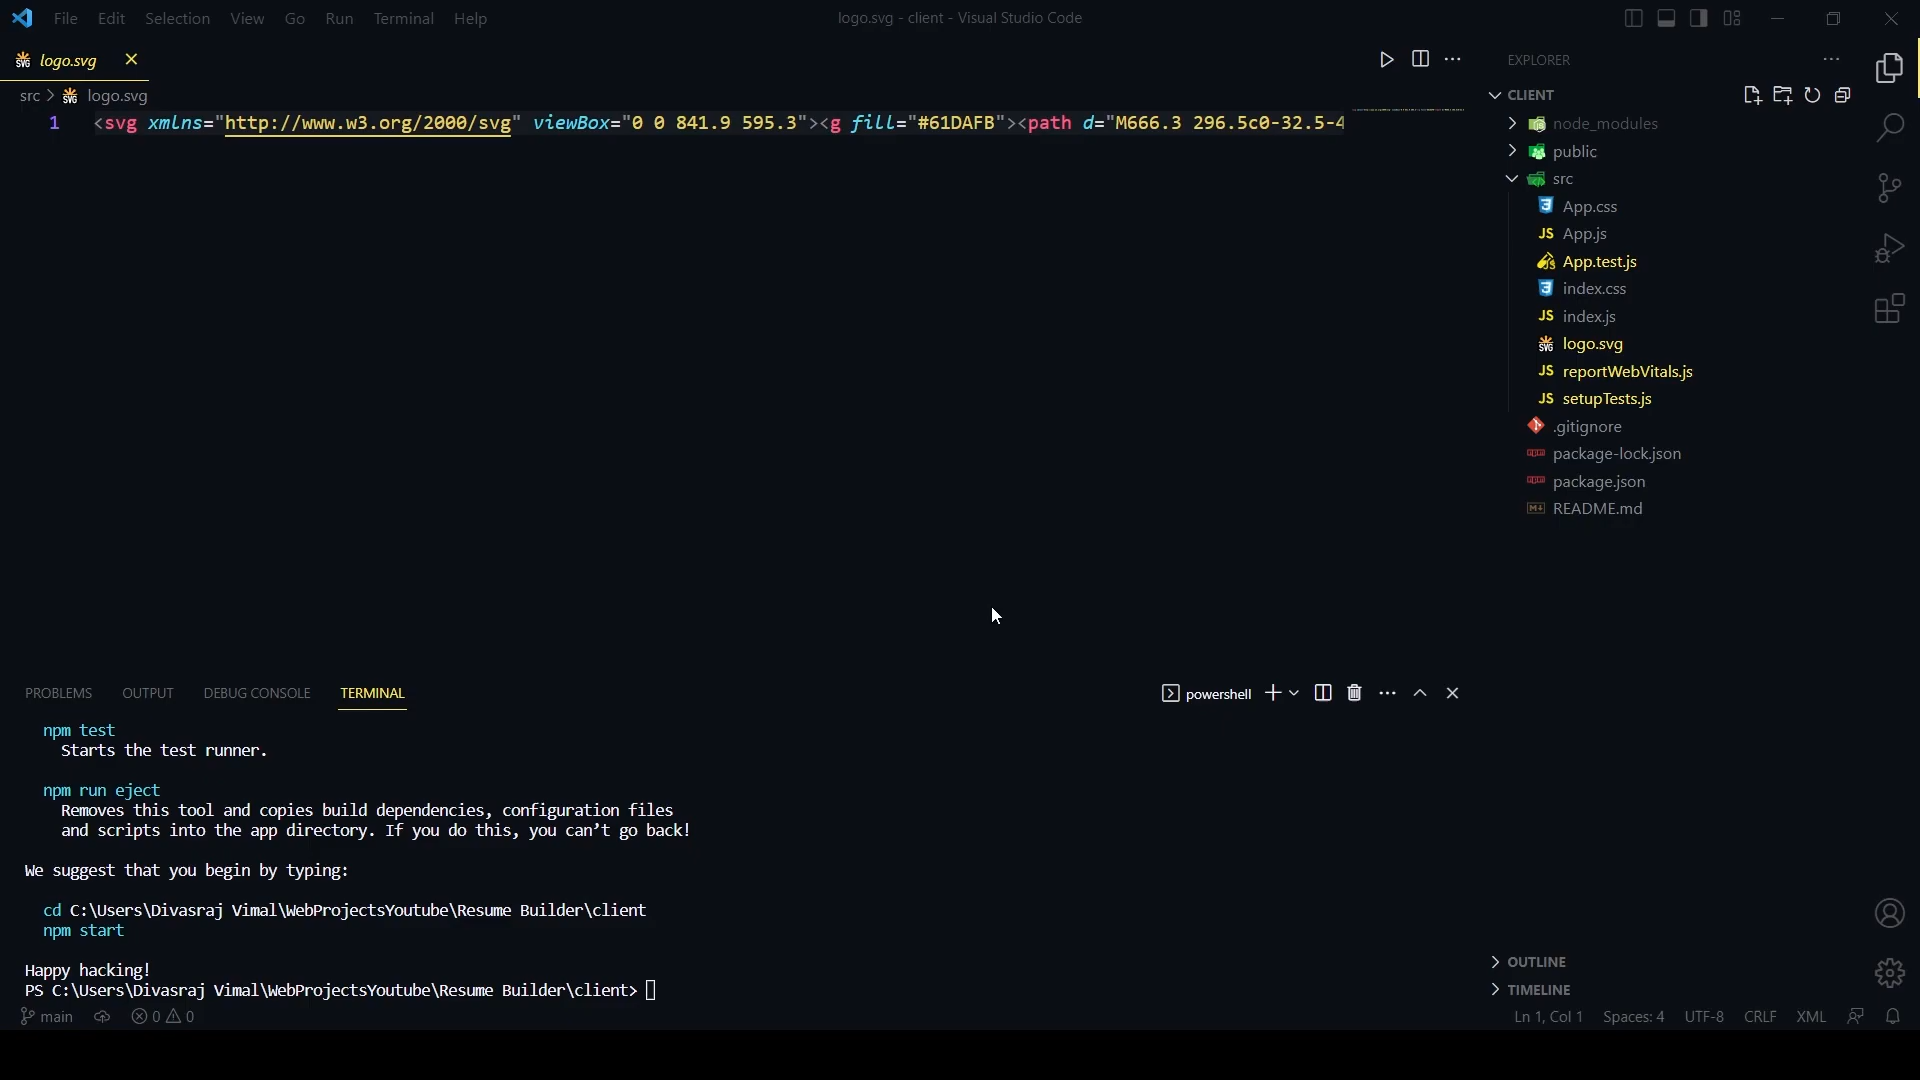 File Edit Selection View Go Run Terminal Help
logo.svg - client - Visual Studio Code
logo.svg
src > logo.svg
1 <svg xmlns="http://www.w3.org/2000/svg" viewBox="0 0 841.9 595.3"><g fill="#61DAFB"><path d="M666.3 296.5c0-32.5-4
EXPLORER
CLIENT
node_modules
public
src
App.css
JS App.js
App.test.js
index.css
JS index.js
logo.svg
JS reportWebVitals.js
JS setupTests.js
.gitignore
package-lock.json
package.json
README.md
OUTLINE
TIMELINE
PROBLEMS OUTPUT DEBUG CONSOLE TERMINAL
powershell
npm test
Starts the test runner.
npm run eject
Removes this tool and copies build dependencies, configuration files
and scripts into the app directory. If you do this, you can’t go back!
We suggest that you begin by typing:
cd C:\Users\Divasraj Vimal\WebProjectsYoutube\Resume Builder\client
npm start
Happy hacking!
PS C:\Users\Divasraj Vimal\WebProjectsYoutube\Resume Builder\client>
main 0 0
Ln 1, Col 1 Spaces: 4 UTF-8 CRLF XML